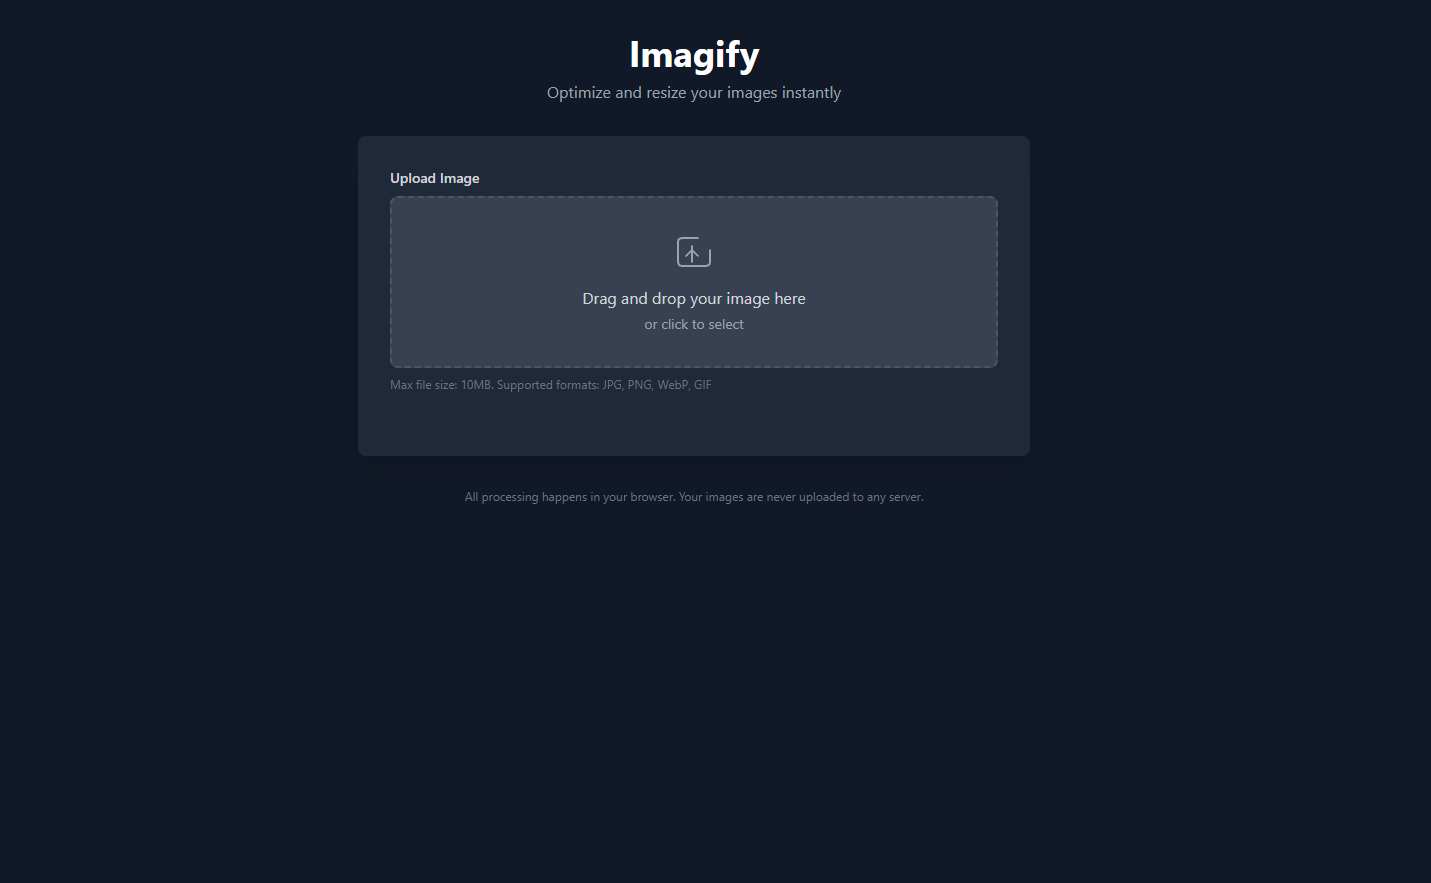 Imagify
Optimize and resize your images instantly
Upload Image
Drag and drop your image here
or click to select
Max file size: 10MB. Supported formats: JPG, PNG, WebP, GIF
All processing happens in your browser. Your images are never uploaded to any server.